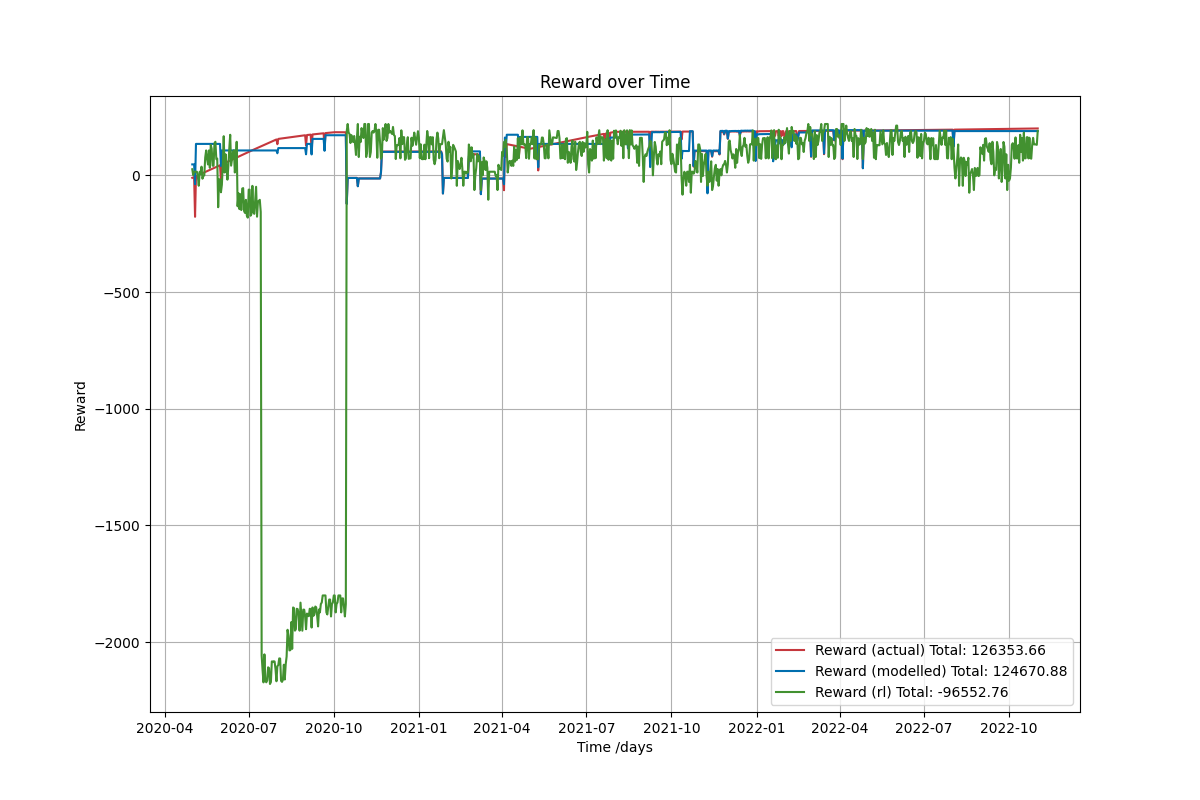 Reward over Time
Reward
0
−500
−1000
−1500
−2000
2020-04
2020-07
2020-10
2021-01
2021-04
2021-07
2021-10
2022-01
2022-04
2022-07
2022-10
Time /days
Reward (actual) Total: 126353.66
Reward (modelled) Total: 124670.88
Reward (rl) Total: -96552.76